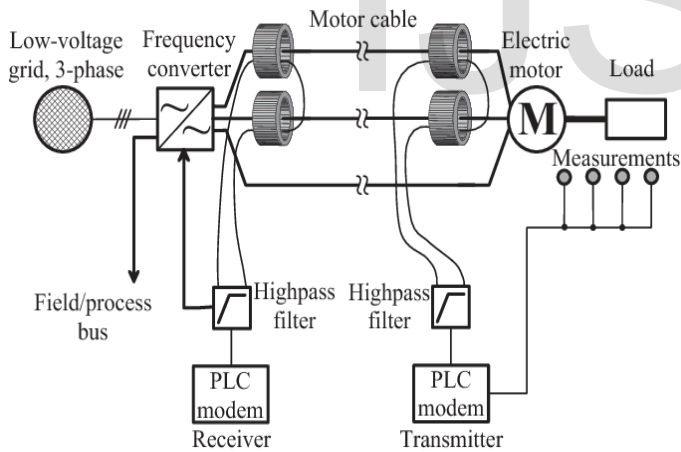 Motor cable
Low-voltage
grid, 3-phase
Frequency
converter
Electric
motor
Load
M
Measurements
Field/process
bus
Highpass
filter
Highpass
filter
PLC
modem
Receiver
PLC
modem
Transmitter